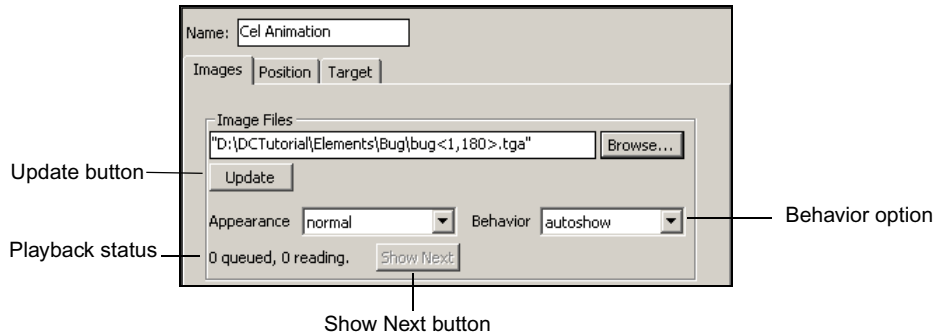 Name: Cel Animation
Images Position Target
Image Files
"D:\DCTutorial\Elements\Bug\bug<1,180>.tga" Browse...
Update button
Update
Appearance normal Behavior autoshow
Behavior option
Playback status
0 queued, 0 reading. Show Next
Show Next button